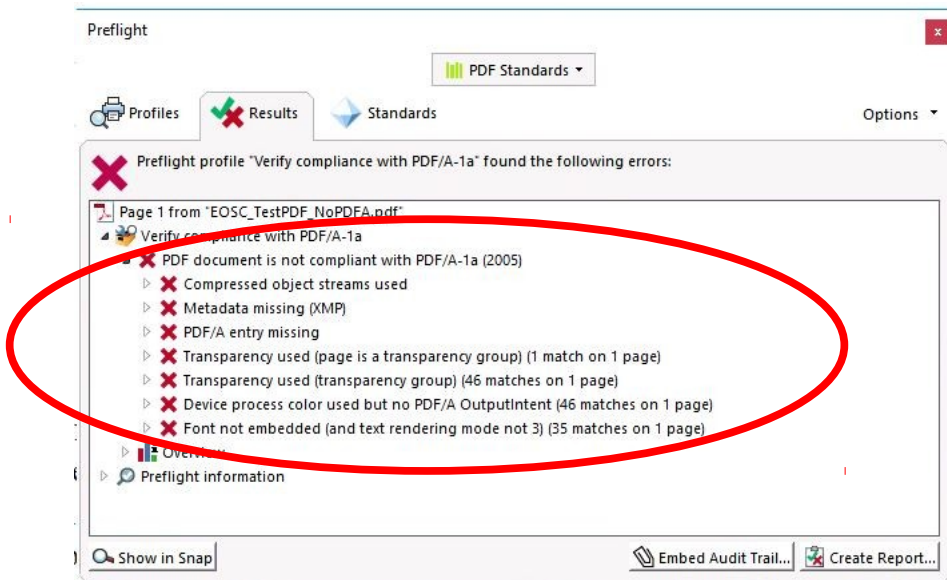 Preflight
x
PDF Standards
Profiles Results Standards Options
Preflight profile "Verify compliance with PDF/A-1a" found the following errors:
Page 1 from "EOSC_TestPDF_NoPDFA.pdf"
Verify compliance with PDF/A-1a
PDF document is not compliant with PDF/A-1a (2005)
Compressed object streams used
Metadata missing (XMP)
PDF/A entry missing
Transparency used (page is a transparency group) (1 match on 1 page)
Transparency used (transparency group) (46 matches on 1 page)
Device process color used but no PDF/A OutputIntent (46 matches on 1 page)
Font not embedded (and text rendering mode not 3) (35 matches on 1 page)
Overview
Preflight information
Show in Snap Embed Audit Trail... Create Report...